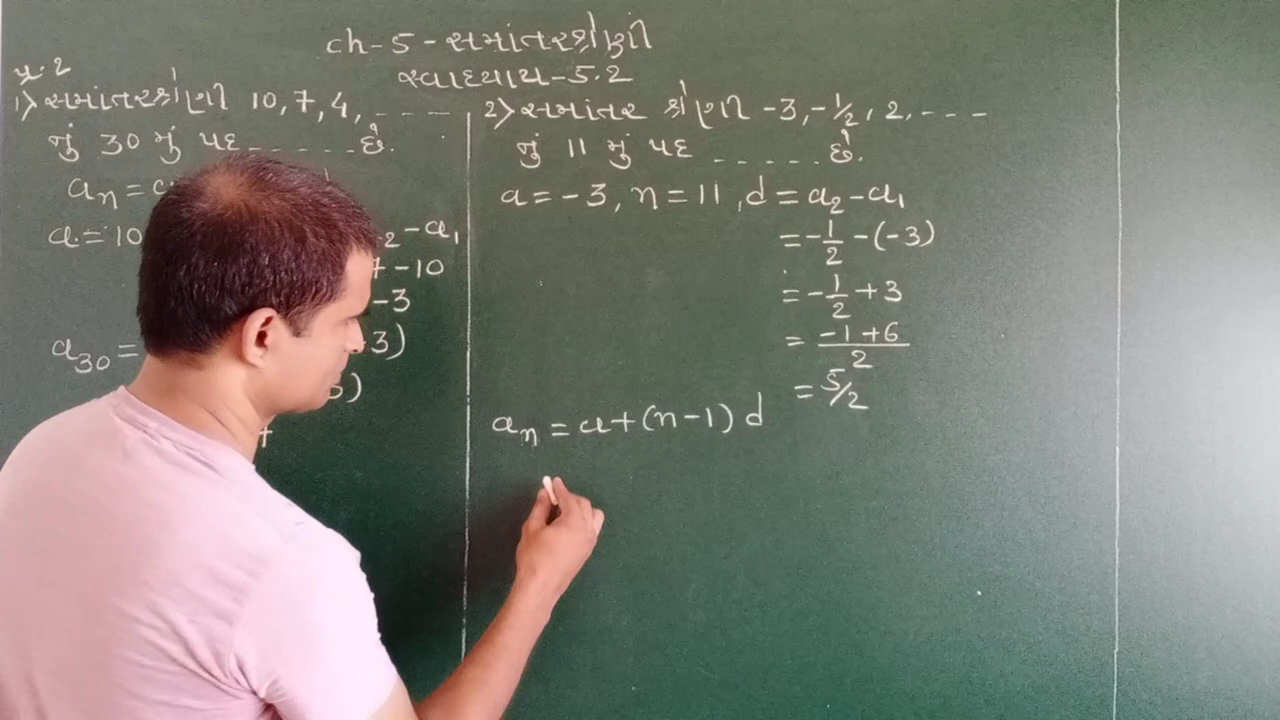 ch-5-સમાંતરશ્રેણી
સ્વાધ્યાય-5.2
પ્ર.2
1) સમાંતરશ્રેણી 10, 7, 4, - - - -
નું 30 મું પદ - - - - - છે.
an =
a = 10
2 - a1
7 - 10
-3
a30 =
3)
2) સમાંતર શ્રેણી -3, -1/2, 2, - - -
નું 11 મું પદ - - - - - છે.
a = -3, n = 11, d = a2 - a1
= -1/2 - (-3)
= -1/2 + 3
= (-1 + 6)/2
= 5/2
an = a + (n - 1) d